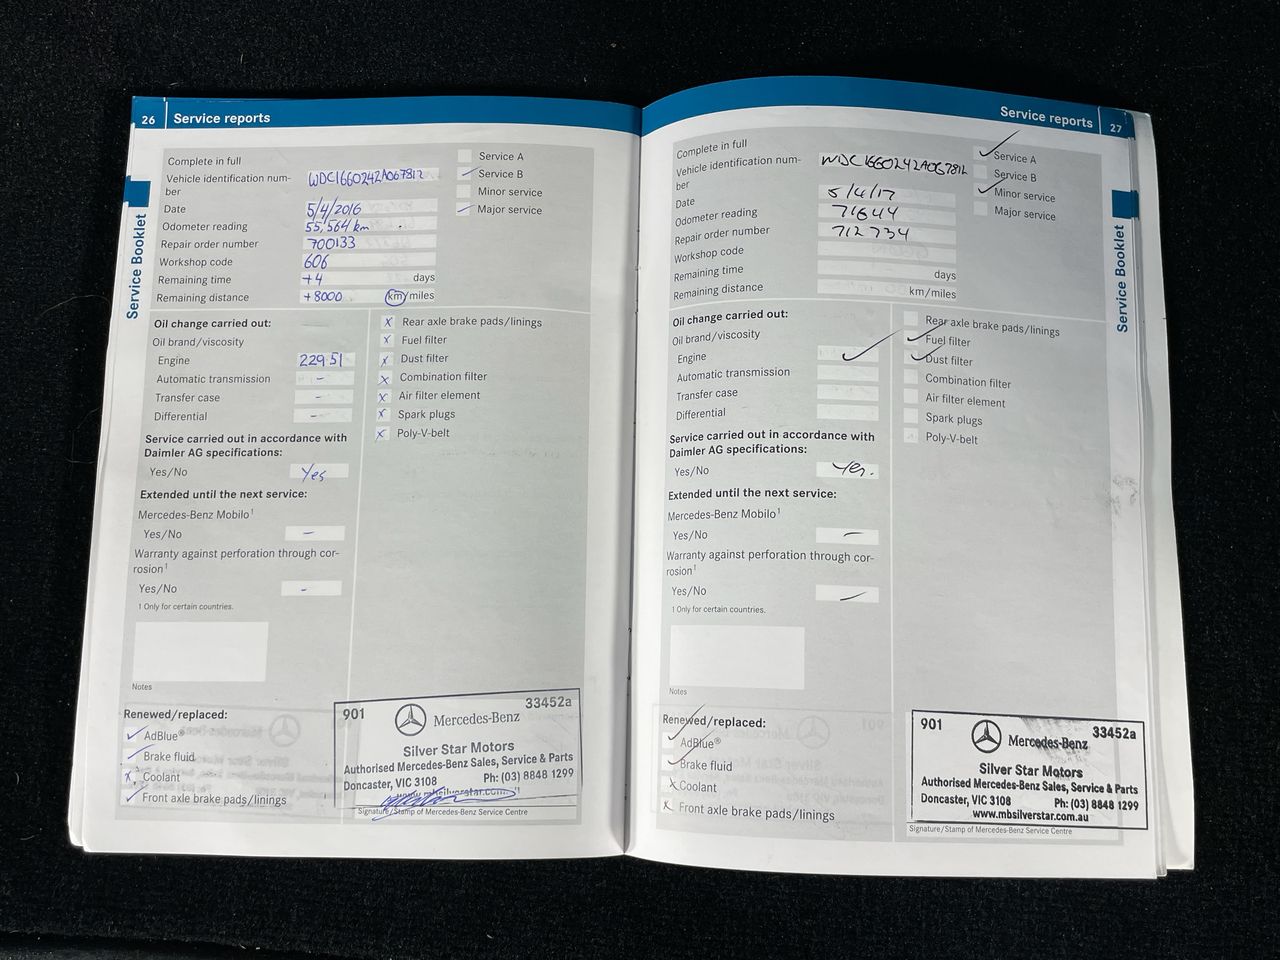 26 Service reports
Service Booklet
Complete in full
Vehicle identification num-
ber WDC1660242A067812
Date 5/4/2016
Odometer reading 55,564 km
Repair order number 700133
Workshop code 606
Remaining time +4 days
Remaining distance +8000 km/miles
Service A
Service B
Minor service
Major service
Oil change carried out:
Oil brand/viscosity
Engine 229.51
Automatic transmission -
Transfer case -
Differential -
Rear axle brake pads/linings
Fuel filter
Dust filter
Combination filter
Air filter element
Spark plugs
Poly-V-belt
Service carried out in accordance with
Daimler AG specifications:
Yes/No Yes
Extended until the next service:
Mercedes-Benz Mobilo1
Yes/No -
Warranty against perforation through cor-
rosion1
Yes/No -
1 Only for certain countries.
Notes
Renewed/replaced:
AdBlue®
Brake fluid
Coolant
Front axle brake pads/linings
901 Mercedes-Benz 33452a
Silver Star Motors
Authorised Mercedes-Benz Sales, Service & Parts
Doncaster, VIC 3108 Ph: (03) 8848 1299
Signature/Stamp of Mercedes-Benz Service Centre
Service reports 27
Service Booklet
Complete in full
Vehicle identification num-
ber WDC1660242A067812
Date 5/4/17
Odometer reading 71644
Repair order number 712734
Workshop code
Remaining time days
Remaining distance km/miles
Service A
Service B
Minor service
Major service
Oil change carried out:
Oil brand/viscosity
Engine
Automatic transmission
Transfer case
Differential
Rear axle brake pads/linings
Fuel filter
Dust filter
Combination filter
Air filter element
Spark plugs
Poly-V-belt
Service carried out in accordance with
Daimler AG specifications:
Yes/No Yes.
Extended until the next service:
Mercedes-Benz Mobilo1
Yes/No -
Warranty against perforation through cor-
rosion1
Yes/No -
1 Only for certain countries.
Notes
Renewed/replaced:
AdBlue®
Brake fluid
Coolant
Front axle brake pads/linings
901 Mercedes-Benz 33452a
Silver Star Motors
Authorised Mercedes-Benz Sales, Service & Parts
Doncaster, VIC 3108 Ph: (03) 8848 1299
www.mbsilverstar.com.au
Signature/Stamp of Mercedes-Benz Service Centre